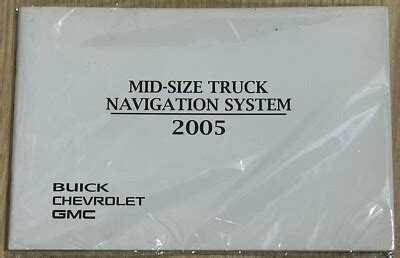 MID-SIZE TRUCK
NAVIGATION SYSTEM
2005
BUICK
CHEVROLET
GMC